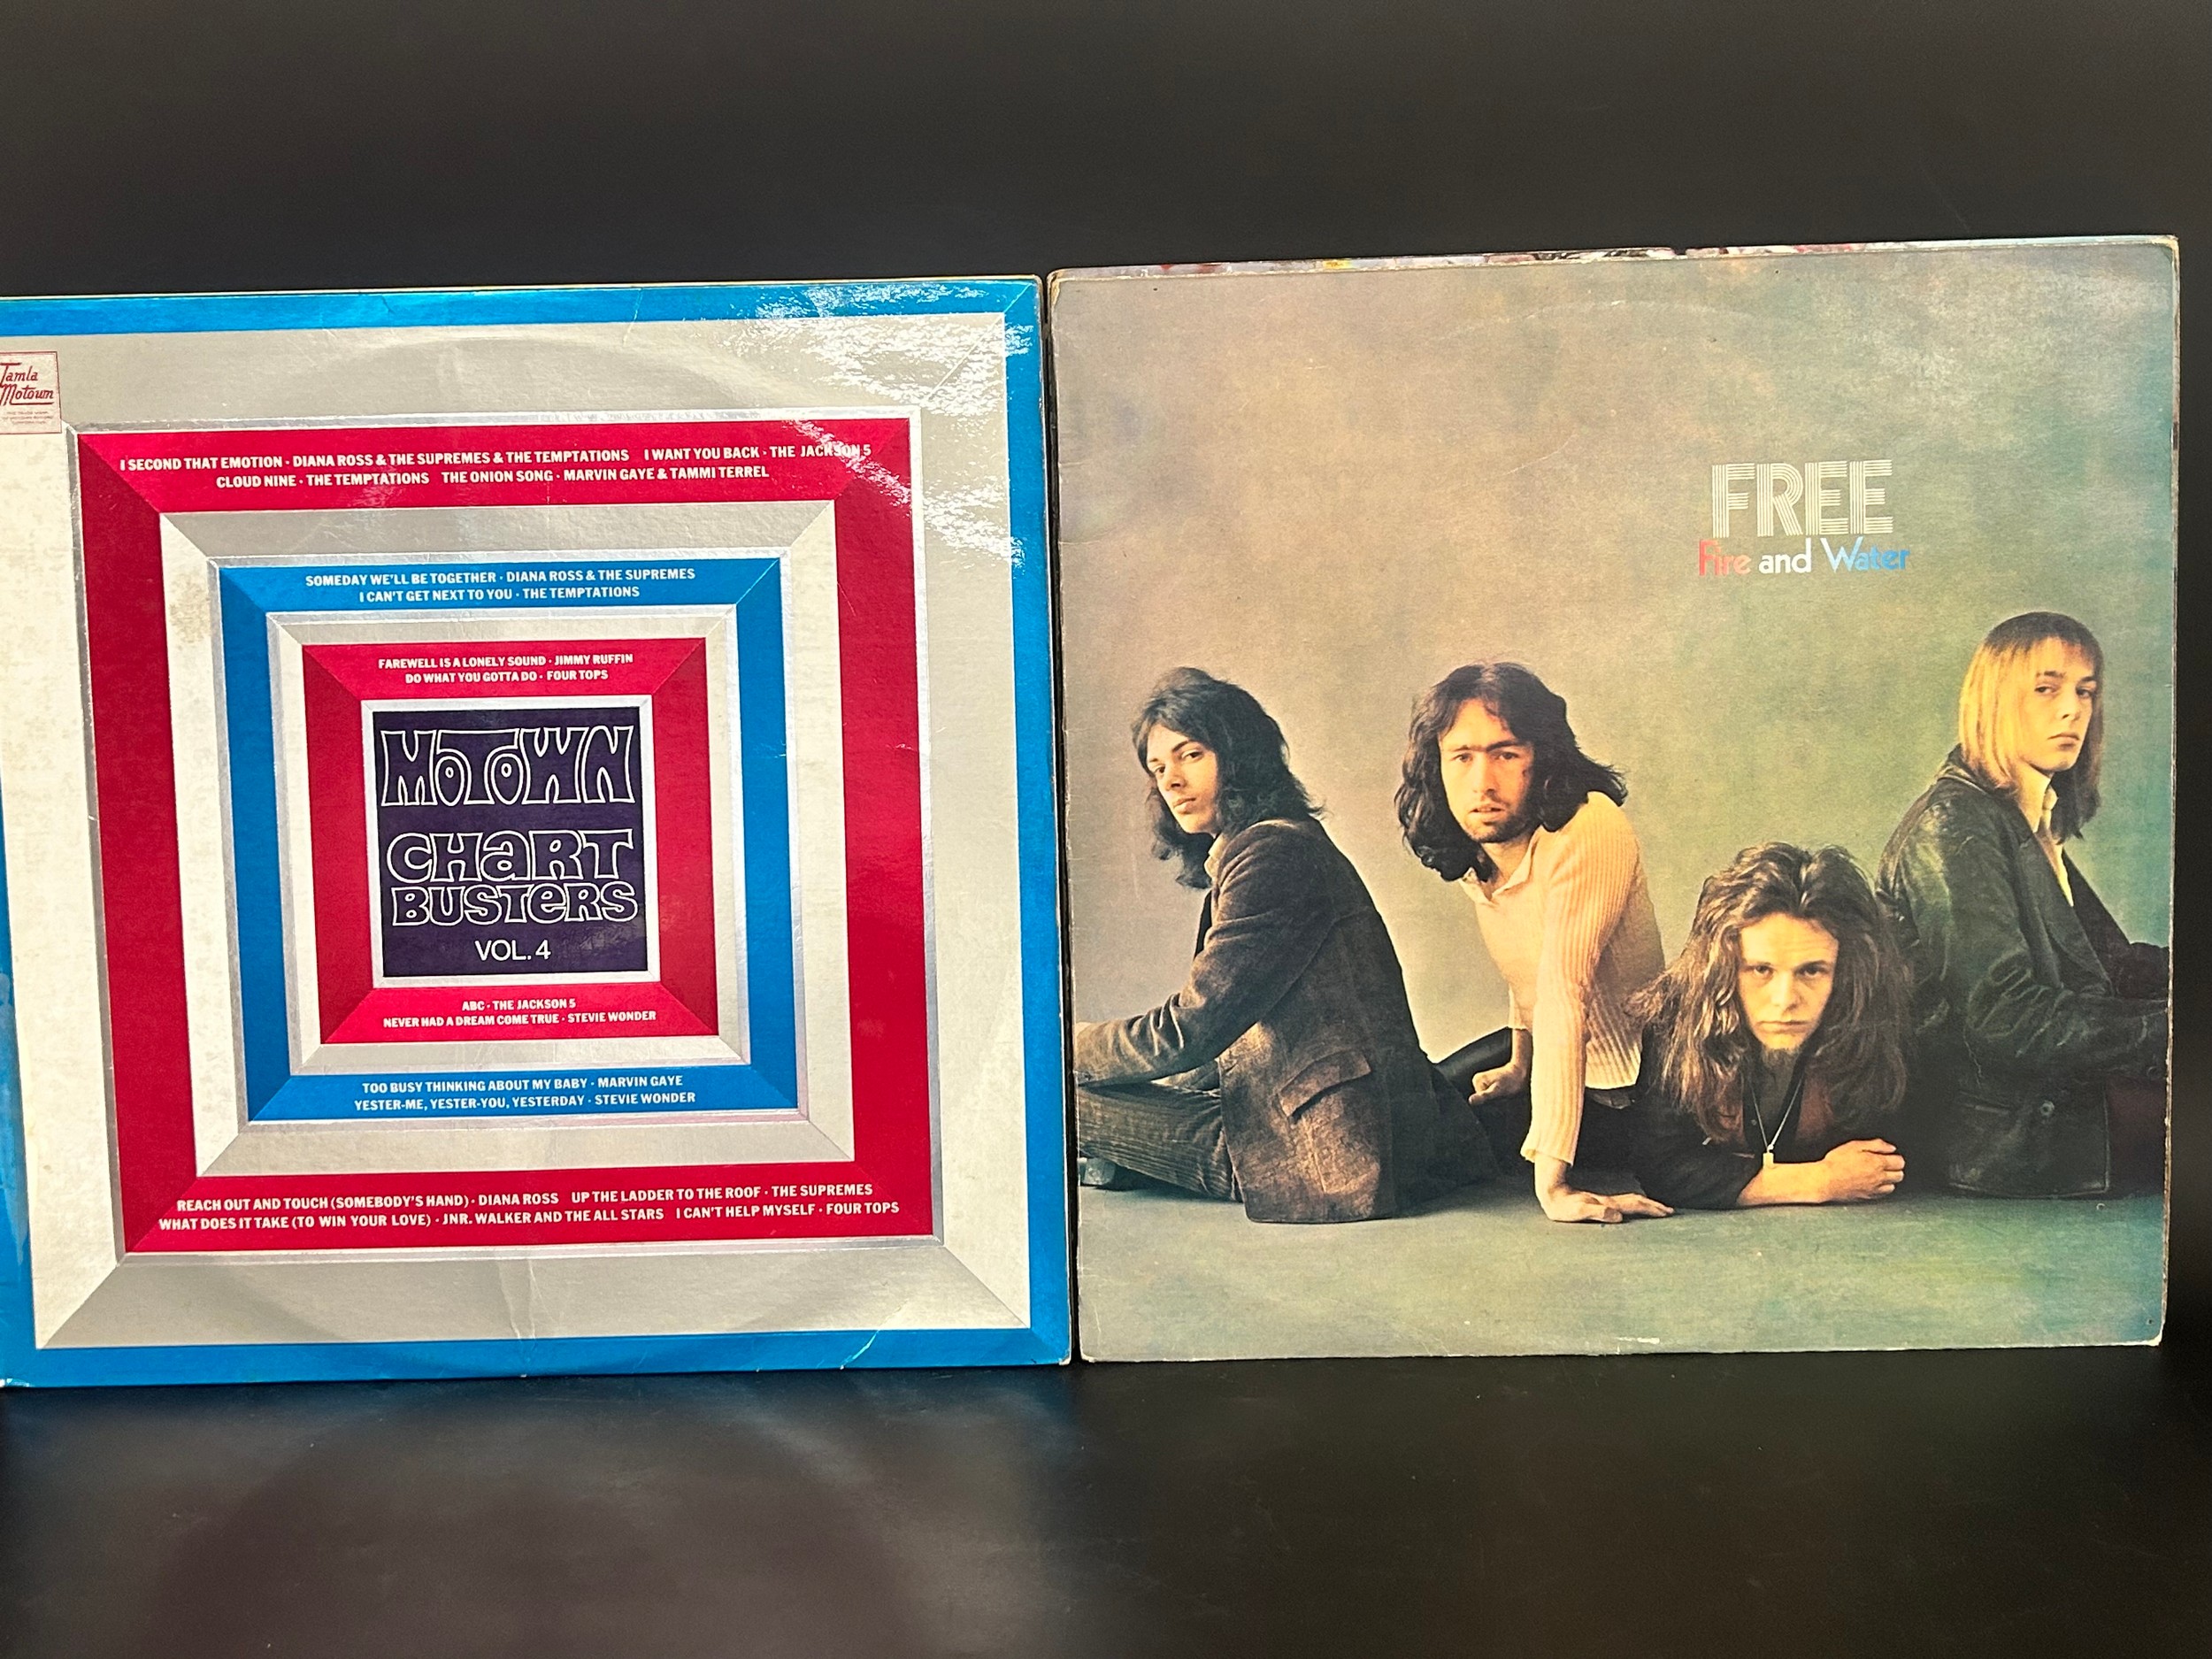 Tamla
Motown
I SECOND THAT EMOTION · DIANA ROSS & THE SUPREMES & THE TEMPTATIONS I WANT YOU BACK · THE JACKSON 5
CLOUD NINE · THE TEMPTATIONS THE ONION SONG · MARVIN GAYE & TAMMI TERREL
SOMEDAY WE'LL BE TOGETHER · DIANA ROSS & THE SUPREMES
I CAN'T GET NEXT TO YOU · THE TEMPTATIONS
FAREWELL IS A LONELY SOUND · JIMMY RUFFIN
DO WHAT YOU GOTTA DO · FOUR TOPS
MOTOWN
CHART
BUSTERS
VOL. 4
ABC · THE JACKSON 5
NEVER HAD A DREAM COME TRUE · STEVIE WONDER
TOO BUSY THINKING ABOUT MY BABY · MARVIN GAYE
YESTER-ME, YESTER-YOU, YESTERDAY · STEVIE WONDER
REACH OUT AND TOUCH (SOMEBODY'S HAND) · DIANA ROSS UP THE LADDER TO THE ROOF · THE SUPREMES
WHAT DOES IT TAKE (TO WIN YOUR LOVE) · JNR. WALKER AND THE ALL STARS I CAN'T HELP MYSELF · FOUR TOPS
FREE
Fire and Water